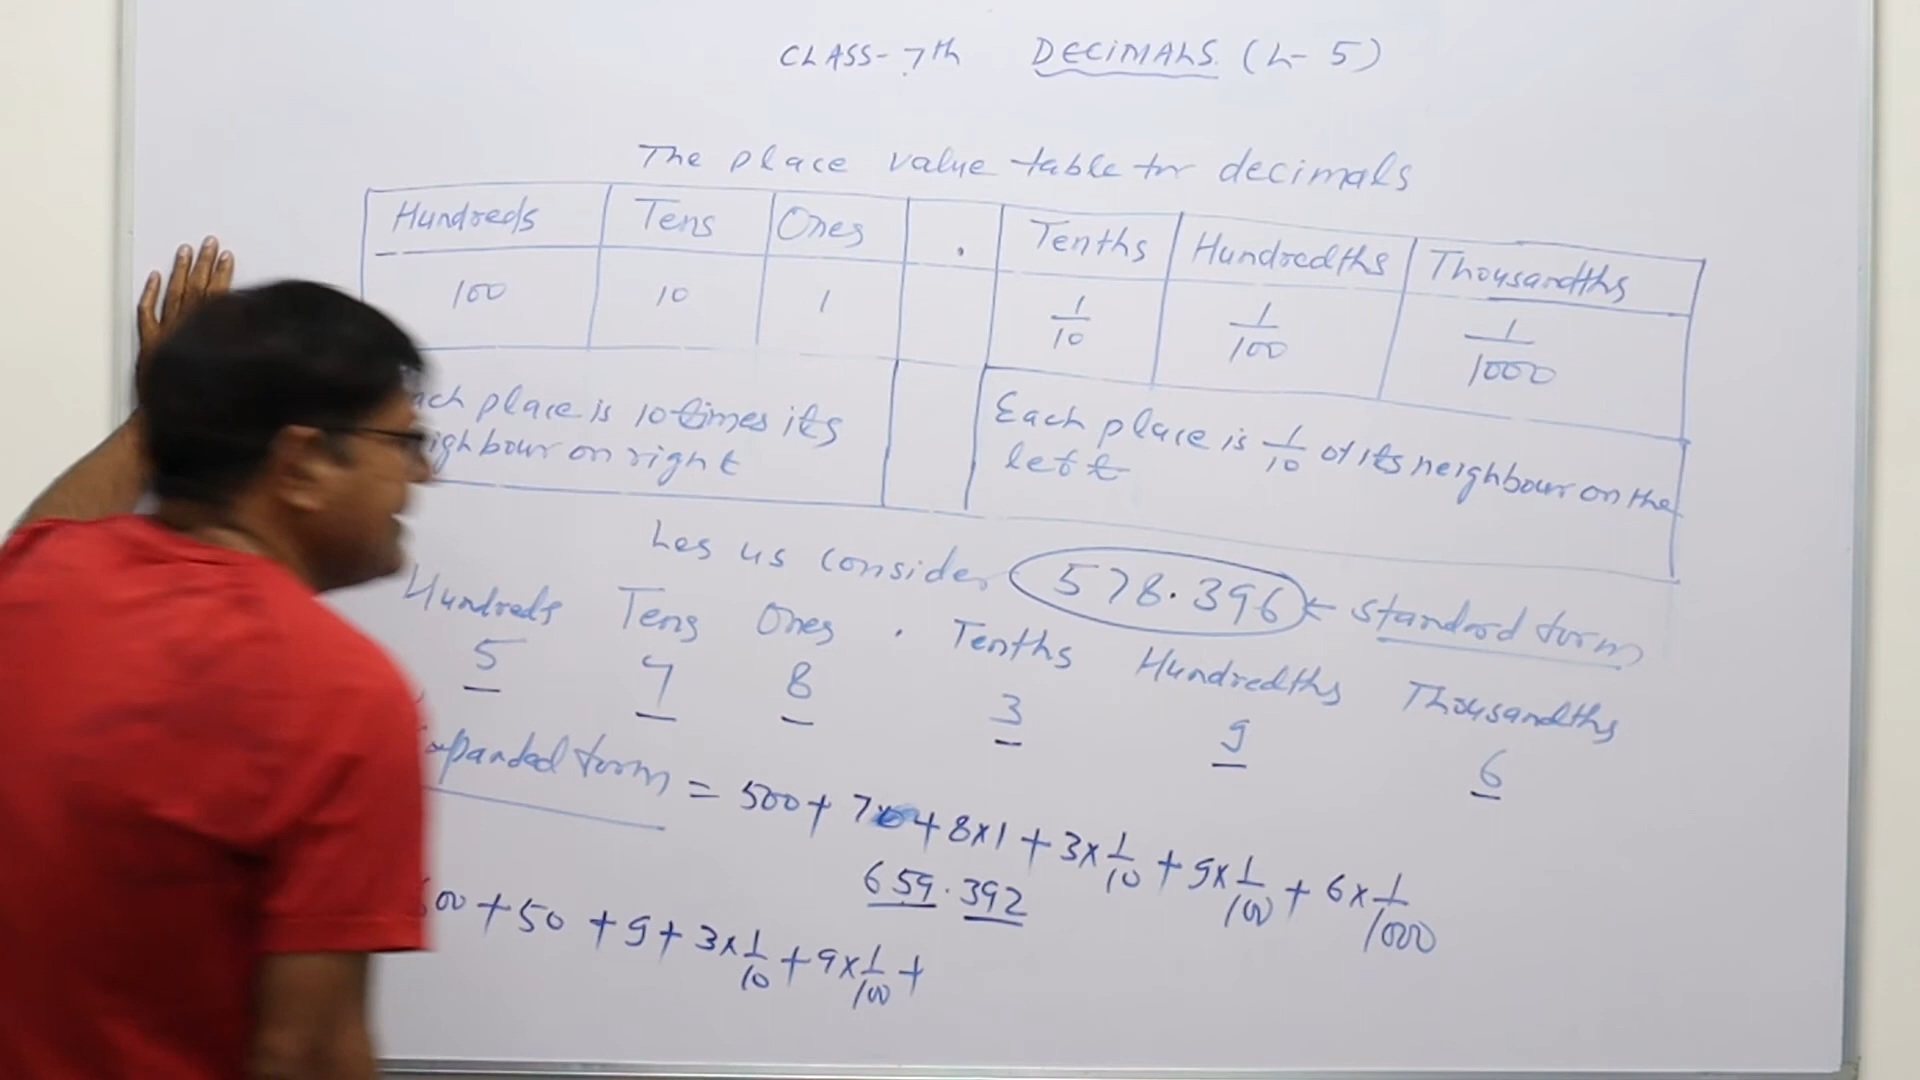 CLASS-7th DECIMALS (L-5)
The place value table for decimals
Hundreds Tens Ones . Tenths Hundredths Thousandths
100 10 1 1/10 1/100 1/1000
ach place is 10 times its
ighbour on right
Each place is 1/10 of its neighbour on the
left
Les us consider 578.396 ← standard form
Hundreds Tens Ones . Tenths Hundredths Thousandths
5 7 8 3 9 6
xpanded form = 500 + 7 + 8×1 + 3×1/10 + 9×1/100 + 6×1/1000
659.392
00 + 50 + 9 + 3×1/10 + 9×1/100 +